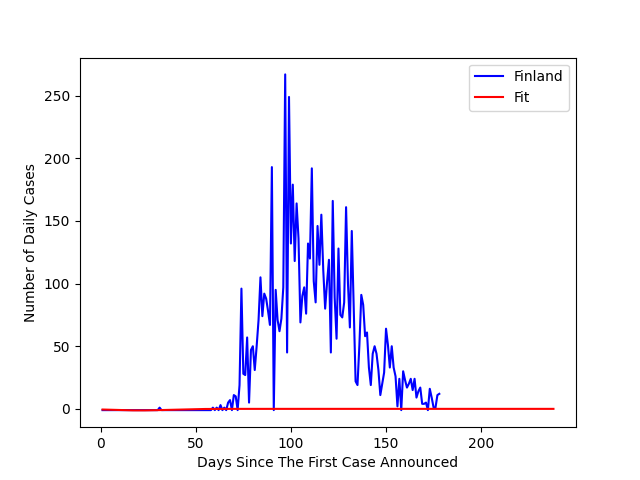 Finland
Fit
250
200
150
100
50
0
Number of Daily Cases
0 50 100 150 200
Days Since The First Case Announced